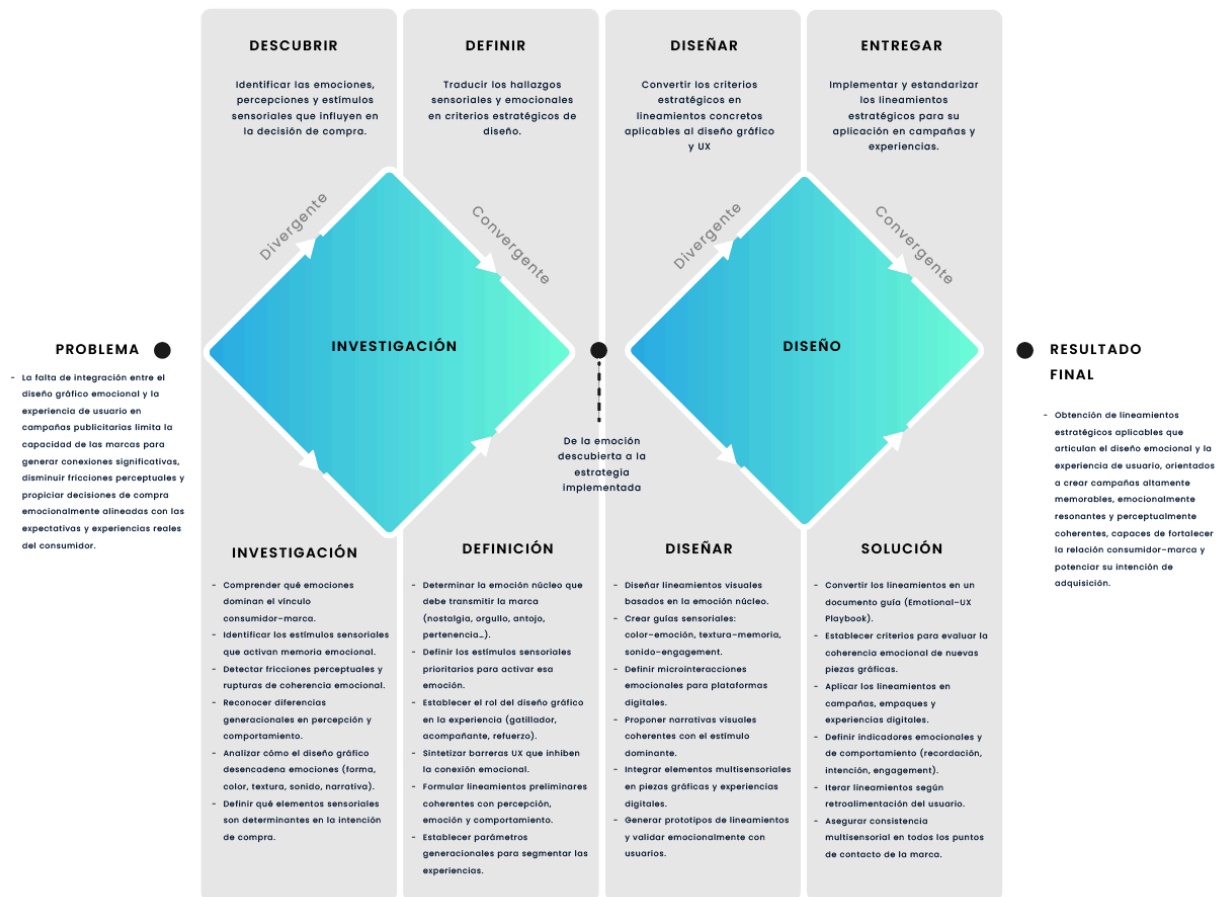 DESCUBRIR
Identificar las emociones,
percepciones y estímulos
sensoriales que influyen en
la decisión de compra.
DEFINIR
Traducir los hallazgos
sensoriales y emocionales
en criterios estratégicos de
diseño.
DISEÑAR
Convertir los criterios
estratégicos en
lineamientos concretos
aplicables al diseño gráfico
y UX
ENTREGAR
Implementar y estandarizar
los lineamientos
estratégicos para su
aplicación en campañas y
experiencias.
Divergente
Convergente
Divergente
Convergente
PROBLEMA
- La falta de integración entre el
diseño gráfico emocional y la
experiencia de usuario en
campañas publicitarias limita la
capacidad de las marcas para
generar conexiones significativas,
disminuir fricciones perceptuales y
propiciar decisiones de compra
emocionalmente alineadas con las
expectativas y experiencias reales
del consumidor.
INVESTIGACIÓN
De la emoción
descubierta a la
estrategia
implementada
DISEÑO
RESULTADO
FINAL
- Obtención de lineamientos
estratégicos aplicables que
articulan el diseño emocional y la
experiencia de usuario, orientados
a crear campañas altamente
memorables, emocionalmente
resonantes y perceptualmente
coherentes, capaces de fortalecer
la relación consumidor-marca y
potenciar su intención de
adquisición.
INVESTIGACIÓN
- Comprender qué emociones
dominan el vínculo
consumidor-marca.
- Identificar los estímulos sensoriales
que activan memoria emocional.
- Detectar fricciones perceptuales y
rupturas de coherencia emocional.
- Reconocer diferencias
generacionales en percepción y
comportamiento.
- Analizar cómo el diseño gráfico
desencadena emociones (forma,
color, textura, sonido, narrativa).
- Definir qué elementos sensoriales
son determinantes en la intención
de compra.
DEFINICIÓN
- Determinar la emoción núcleo que
debe transmitir la marca
(nostalgia, orgullo, antojo,
pertenencia…).
- Definir los estímulos sensoriales
prioritarios para activar esa
emoción.
- Establecer el rol del diseño gráfico
en la experiencia (gatillador,
acompañante, refuerzo).
- Sintetizar barreras UX que inhiben
la conexión emocional.
- Formular lineamientos preliminares
coherentes con percepción,
emoción y comportamiento.
- Establecer parámetros
generacionales para segmentar las
experiencias.
DISEÑAR
- Diseñar lineamientos visuales
basados en la emoción núcleo.
- Crear guías sensoriales:
color-emoción, textura-memoria,
sonido-engagement.
- Definir microinteracciones
emocionales para plataformas
digitales.
- Proponer narrativas visuales
coherentes con el estímulo
dominante.
- Integrar elementos multisensoriales
en piezas gráficas y experiencias
digitales.
- Generar prototipos de lineamientos
y validar emocionalmente con
usuarios.
SOLUCIÓN
- Convertir los lineamientos en un
documento guía (Emotional-UX
Playbook).
- Establecer criterios para evaluar la
coherencia emocional de nuevas
piezas gráficas.
- Aplicar los lineamientos en
campañas, empaques y
experiencias digitales.
- Definir indicadores emocionales y
de comportamiento (recordación,
intención, engagement).
- Iterar lineamientos según
retroalimentación del usuario.
- Asegurar consistencia
multisensorial en todos los puntos
de contacto de la marca.